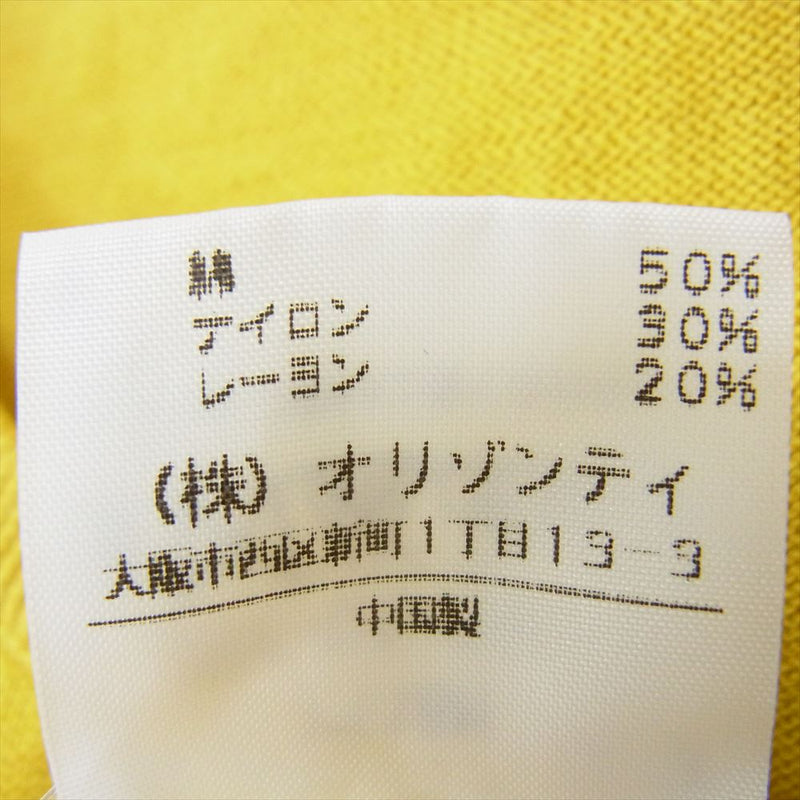 綿 50%
ナイロン 30%
レーヨン 20%
(株) オリゾンティ
大阪市西区新町1丁目13-3
中国製